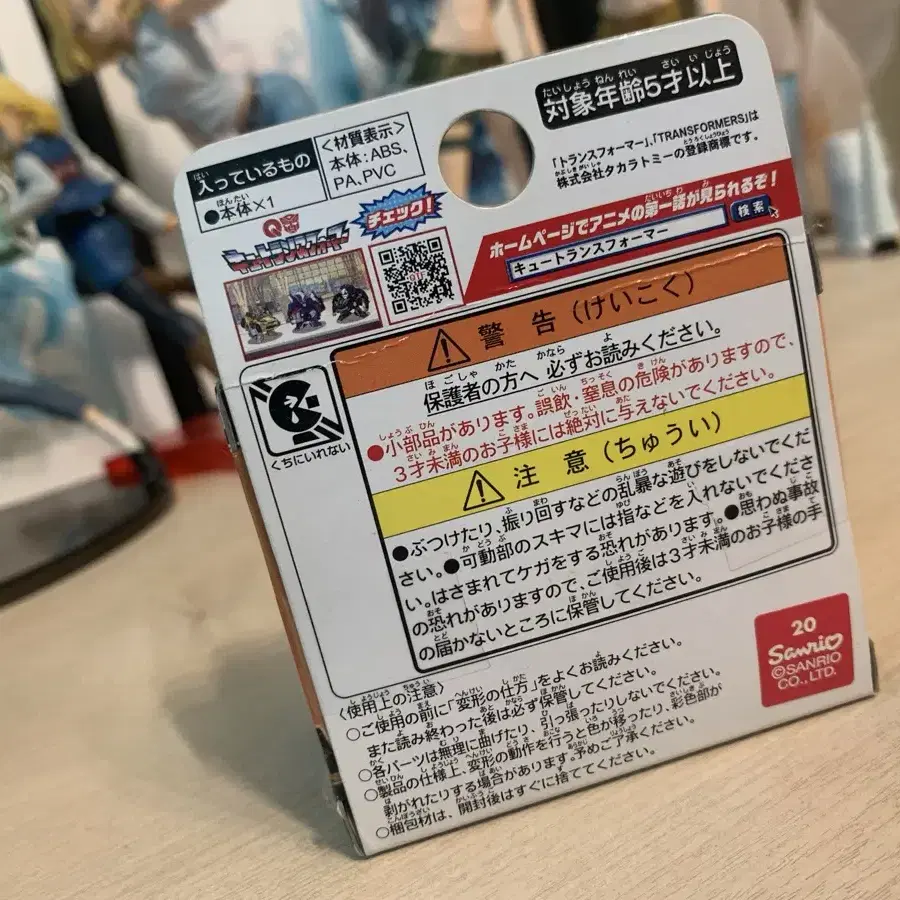 対象年齢5才以上
「トランスフォーマー」、「TRANSFORMERS」は
株式会社タカラトミーの登録商標です。
入っているもの
●本体×1
〈材質表示〉
本体:ABS,
PA,PVC
キュートランスフォーマー
チェック!
ホームページでアニメの第一話が見られるぞ!
キュートランスフォーマー
検索
警告(けいこく)
保護者の方へ 必ずお読みください。
●小部品があります。誤飲・窒息の危険がありますので、
3才未満のお子様には絶対に与えないでください。
くちにいれない
注意(ちゅうい)
●ぶつけたり、振り回すなどの乱暴な遊びをしないでくだ
さい。●可動部のスキマには指などを入れないでくださ
い。はさまれてケガをする恐れがあります。●思わぬ事故
の恐れがありますので、ご使用後は3才未満のお子様の手
の届かないところに保管してください。
〈使用上の注意〉
○ご使用の前に「変形の仕方」をよくお読みください。
また読み終わった後は必ず保管してください。
○各パーツは無理に曲げたり、引っ張ったりしないでください。
○製品の仕様上、変形の動作を行うと色が移ったり、彩色部が
剥がれたりする場合があります。予めご了承ください。
○梱包材は、開封後はすぐに捨ててください。
20
Sanrio
©SANRIO
CO., LTD.